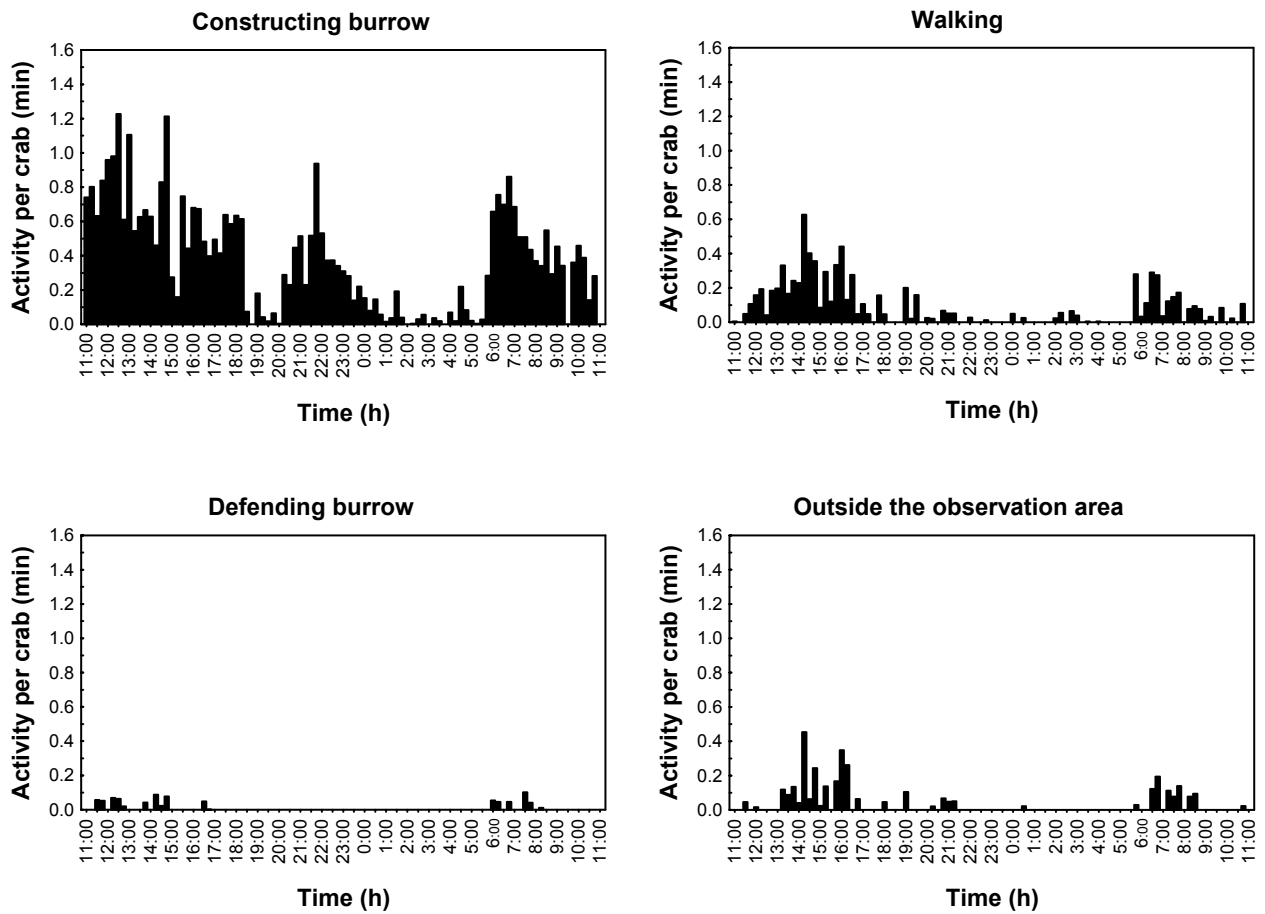 Constructing burrow
Activity per crab (min)
1.6
1.4
1.2
1.0
0.8
0.6
0.4
0.2
0.0
11:00 12:00 13:00 14:00 15:00 16:00 17:00 18:00 19:00 20:00 21:00 22:00 23:00 0:00 1:00 2:00 3:00 4:00 5:00 6:00 7:00 8:00 9:00 10:00 11:00
Time (h)
Walking
Activity per crab (min)
1.6
1.4
1.2
1.0
0.8
0.6
0.4
0.2
0.0
11:00 12:00 13:00 14:00 15:00 16:00 17:00 18:00 19:00 20:00 21:00 22:00 23:00 0:00 1:00 2:00 3:00 4:00 5:00 6:00 7:00 8:00 9:00 10:00 11:00
Time (h)
Defending burrow
Activity per crab (min)
1.6
1.4
1.2
1.0
0.8
0.6
0.4
0.2
0.0
11:00 12:00 13:00 14:00 15:00 16:00 17:00 18:00 19:00 20:00 21:00 22:00 23:00 0:00 1:00 2:00 3:00 4:00 5:00 6:00 7:00 8:00 9:00 10:00 11:00
Time (h)
Outside the observation area
Activity per crab (min)
1.6
1.4
1.2
1.0
0.8
0.6
0.4
0.2
0.0
11:00 12:00 13:00 14:00 15:00 16:00 17:00 18:00 19:00 20:00 21:00 22:00 23:00 0:00 1:00 2:00 3:00 4:00 5:00 6:00 7:00 8:00 9:00 10:00 11:00
Time (h)